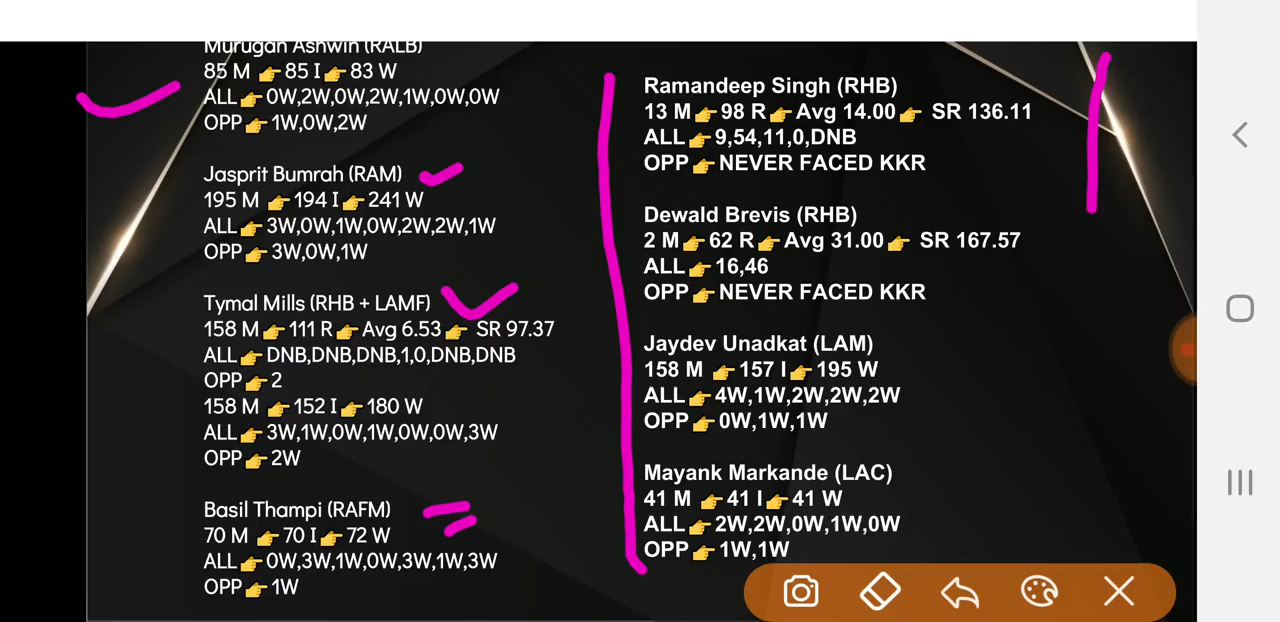 Murugan Ashwin (RALB)
85 M 👉 85 I 👉 83 W
ALL 👉 0W,2W,0W,2W,1W,0W,0W
OPP 👉 1W,0W,2W
Jasprit Bumrah (RAM)
195 M 👉 194 I 👉 241 W
ALL 👉 3W,0W,1W,0W,2W,2W,1W
OPP 👉 3W,0W,1W
Tymal Mills (RHB + LAMF)
158 M 👉 111 R 👉 Avg 6.53 👉 SR 97.37
ALL 👉 DNB,DNB,DNB,1,0,DNB,DNB
OPP 👉 2
158 M 👉 152 I 👉 180 W
ALL 👉 3W,1W,0W,1W,0W,0W,3W
OPP 👉 2W
Basil Thampi (RAFM)
70 M 👉 70 I 👉 72 W
ALL 👉 0W,3W,1W,0W,3W,1W,3W
OPP 👉 1W
Ramandeep Singh (RHB)
13 M 👉 98 R 👉 Avg 14.00 👉 SR 136.11
ALL 👉 9,54,11,0,DNB
OPP 👉 NEVER FACED KKR
Dewald Brevis (RHB)
2 M 👉 62 R 👉 Avg 31.00 👉 SR 167.57
ALL 👉 16,46
OPP 👉 NEVER FACED KKR
Jaydev Unadkat (LAM)
158 M 👉 157 I 👉 195 W
ALL 👉 4W,1W,2W,2W,2W
OPP 👉 0W,1W,1W
Mayank Markande (LAC)
41 M 👉 41 I 👉 41 W
ALL 👉 2W,2W,0W,1W,0W
OPP 👉 1W,1W